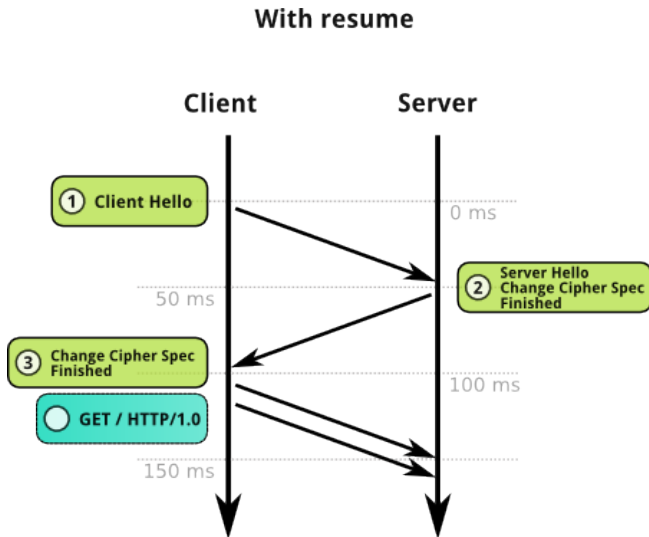 With resume
Client
Server
1 Client Hello
0 ms
50 ms
2 Server Hello
Change Cipher Spec
Finished
3 Change Cipher Spec
Finished
100 ms
GET / HTTP/1.0
150 ms